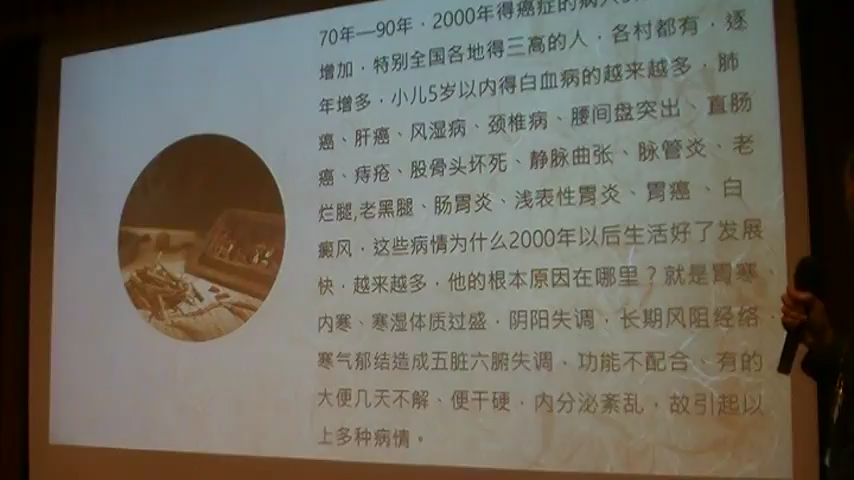 70年—90年，2000年得癌症的病人
增加，特别全国各地得三高的人，各村都有，逐
年增多，小儿5岁以内得白血病的越来越多，肺
癌、肝癌、风湿病、颈椎病、腰间盘突出、直肠
癌、痔疮、股骨头坏死、静脉曲张、脉管炎、老
烂腿,老黑腿、肠胃炎、浅表性胃炎、胃癌、白
癜风，这些病情为什么2000年以后生活好了发展
快，越来越多，他的根本原因在哪里？就是胃寒、
内寒、寒湿体质过盛，阴阳失调，长期风阻经络，
寒气郁结造成五脏六腑失调，功能不配合、有的
大便几天不解、便干硬，内分泌紊乱，故引起以
上多种病情。